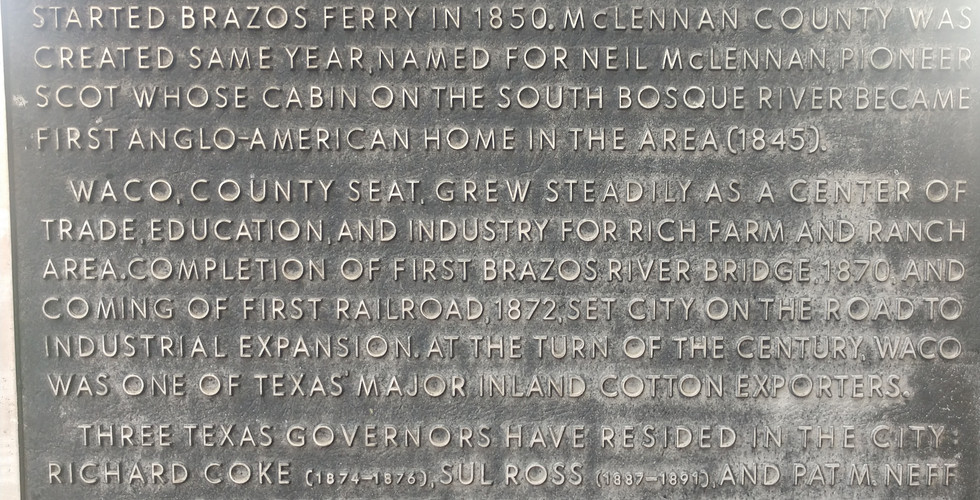 STARTED BRAZOS FERRY IN 1850. McLENNAN COUNTY WAS
CREATED SAME YEAR, NAMED FOR NEIL McLENNAN, PIONEER
SCOT WHOSE CABIN ON THE SOUTH BOSQUE RIVER BECAME
FIRST ANGLO-AMERICAN HOME IN THE AREA (1845).
WACO, COUNTY SEAT, GREW STEADILY AS A CENTER OF
TRADE, EDUCATION, AND INDUSTRY FOR RICH FARM AND RANCH
AREA. COMPLETION OF FIRST BRAZOS RIVER BRIDGE, 1870, AND
COMING OF FIRST RAILROAD, 1872, SET CITY ON THE ROAD TO
INDUSTRIAL EXPANSION. AT THE TURN OF THE CENTURY, WACO
WAS ONE OF TEXAS' MAJOR INLAND COTTON EXPORTERS.
THREE TEXAS GOVERNORS HAVE RESIDED IN THE CITY:
RICHARD COKE (1874-1876), SUL ROSS (1887-1891), AND PAT M. NEFF